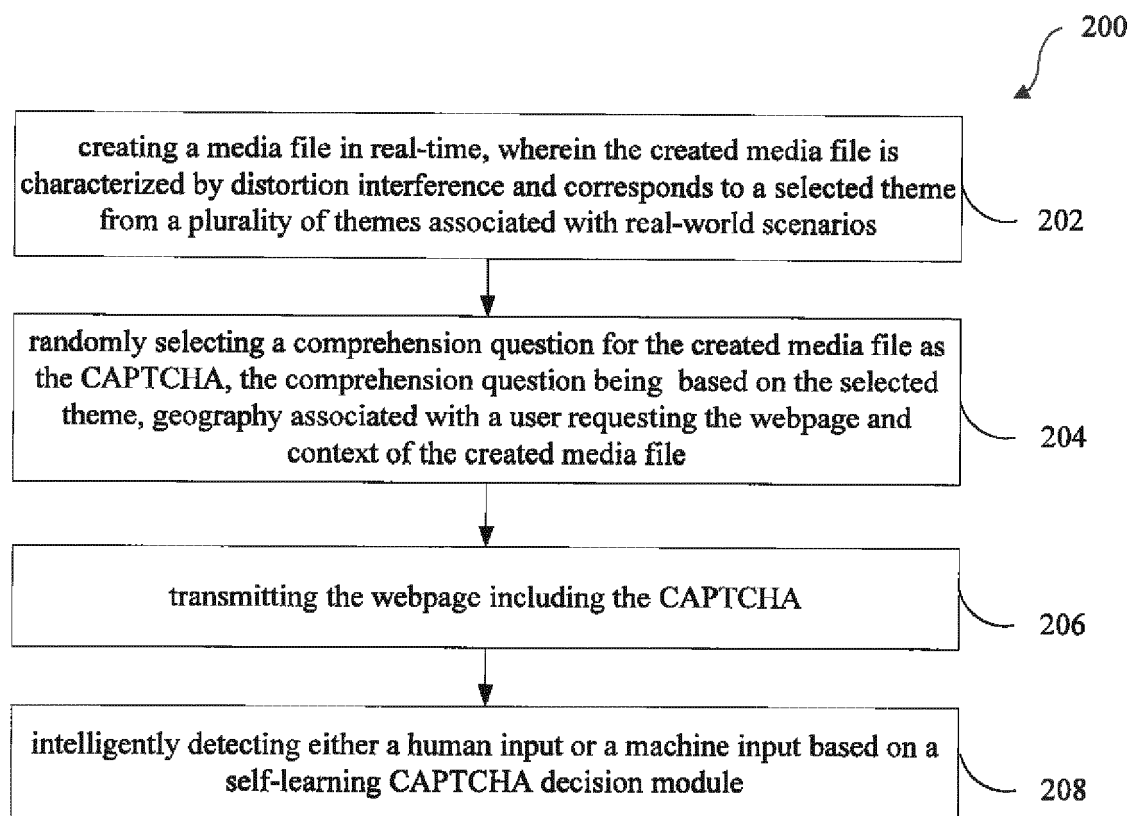 200
creating a media file in real-time, wherein the created media file is
characterized by distortion interference and corresponds to a selected theme
from a plurality of themes associated with real-world scenarios
202
randomly selecting a comprehension question for the created media file as
the CAPTCHA, the comprehension question being based on the selected
theme, geography associated with a user requesting the webpage and
context of the created media file
204
transmitting the webpage including the CAPTCHA
206
intelligently detecting either a human input or a machine input based on a
self-learning CAPTCHA decision module
208